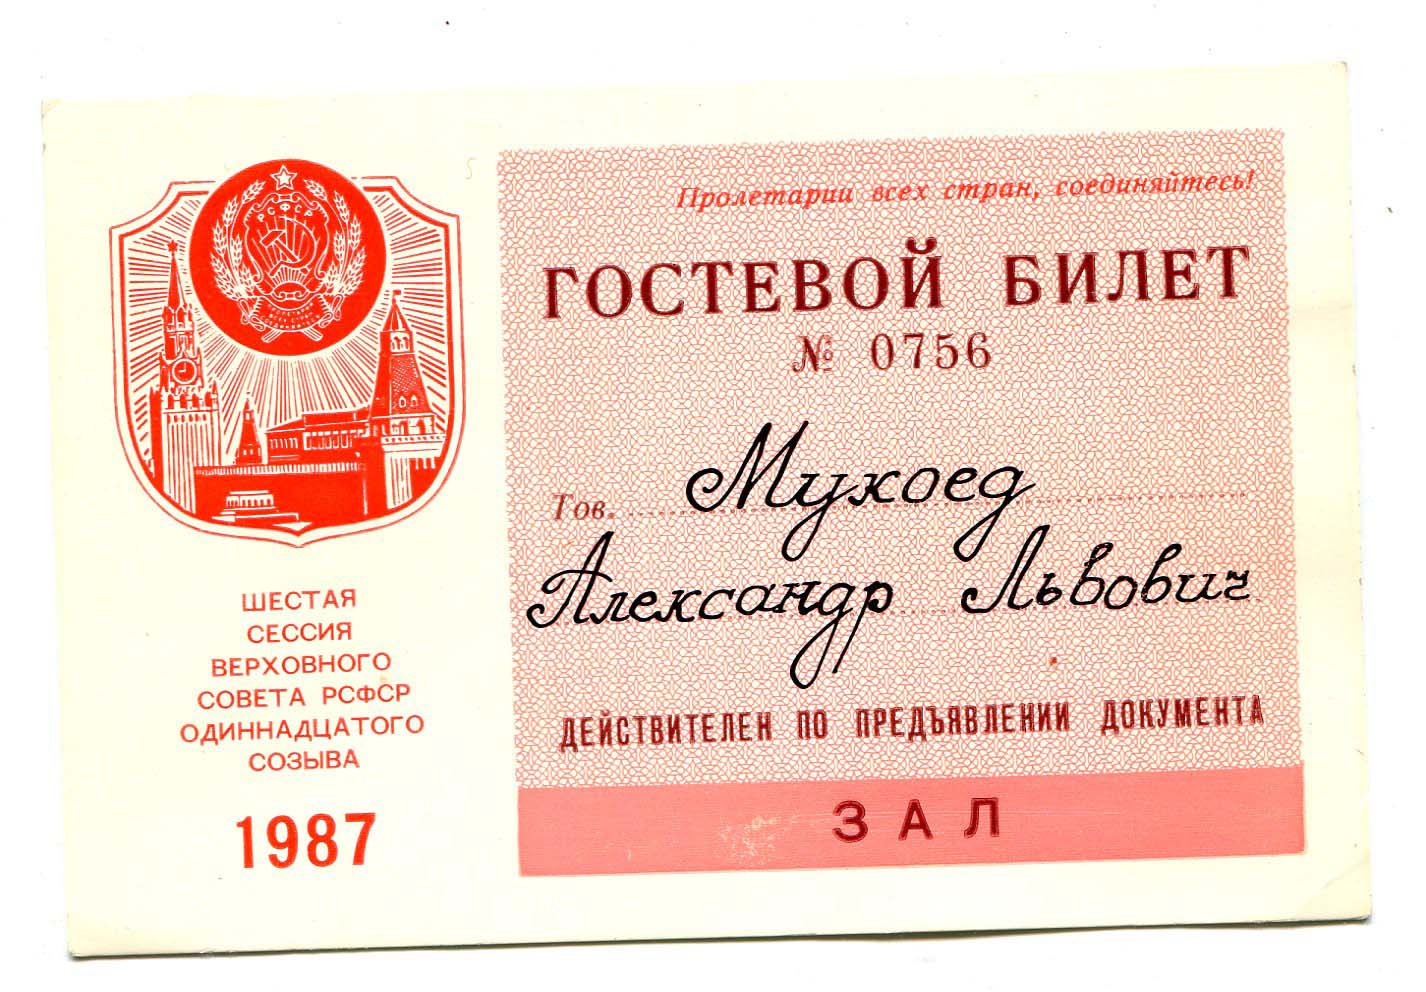 РСФСР
ШЕСТАЯ
СЕССИЯ
ВЕРХОВНОГО
СОВЕТА РСФСР
ОДИННАДЦАТОГО
СОЗЫВА
1987
Пролетарии всех стран, соединяйтесь!
ГОСТЕВОЙ БИЛЕТ
№ 0756
Тов. Мухоед
Александр Львович
ДЕЙСТВИТЕЛЕН ПО ПРЕДЪЯВЛЕНИИ ДОКУМЕНТА
ЗАЛ